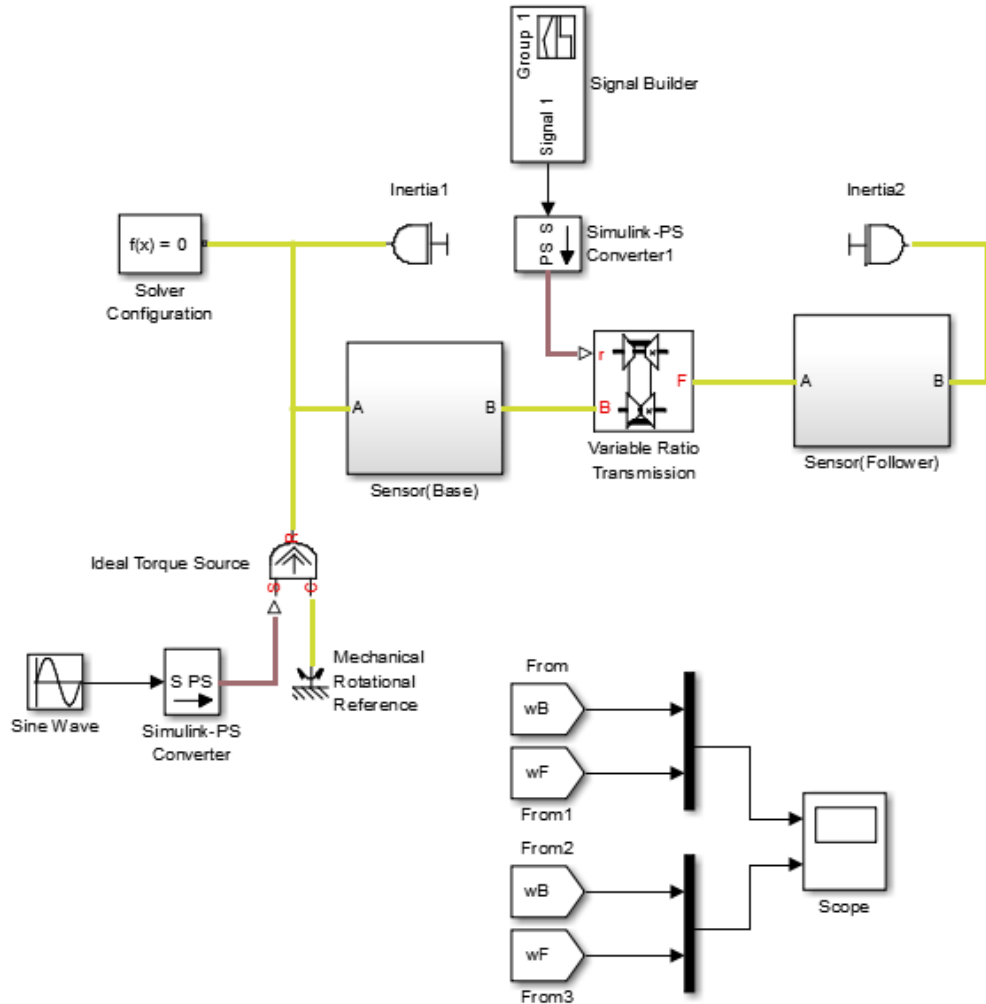 Group 1
Signal 1
Signal Builder
Inertia1
Inertia2
f(x) = 0
Solver
Configuration
PS S
Simulink-PS
Converter1
r
F
B
Variable Ratio
Transmission
A
B
Sensor(Base)
A
B
Sensor(Follower)
R
Ideal Torque Source
S
C
Mechanical
Rotational
Reference
Sine Wave
S PS
Simulink-PS
Converter
From
wB
wF
From1
From2
wB
wF
From3
Scope